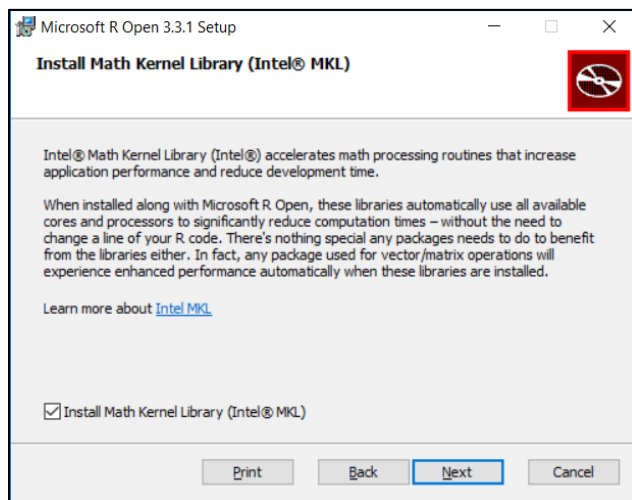 Microsoft R Open 3.3.1 Setup
Install Math Kernel Library (Intel® MKL)
Intel® Math Kernel Library (Intel®) accelerates math processing routines that increase
application performance and reduce development time.
When installed along with Microsoft R Open, these libraries automatically use all available
cores and processors to significantly reduce computation times – without the need to
change a line of your R code. There's nothing special any packages needs to do to benefit
from the libraries either. In fact, any package used for vector/matrix operations will
experience enhanced performance automatically when these libraries are installed.
Learn more about Intel MKL
Install Math Kernel Library (Intel® MKL)
Print Back Next Cancel